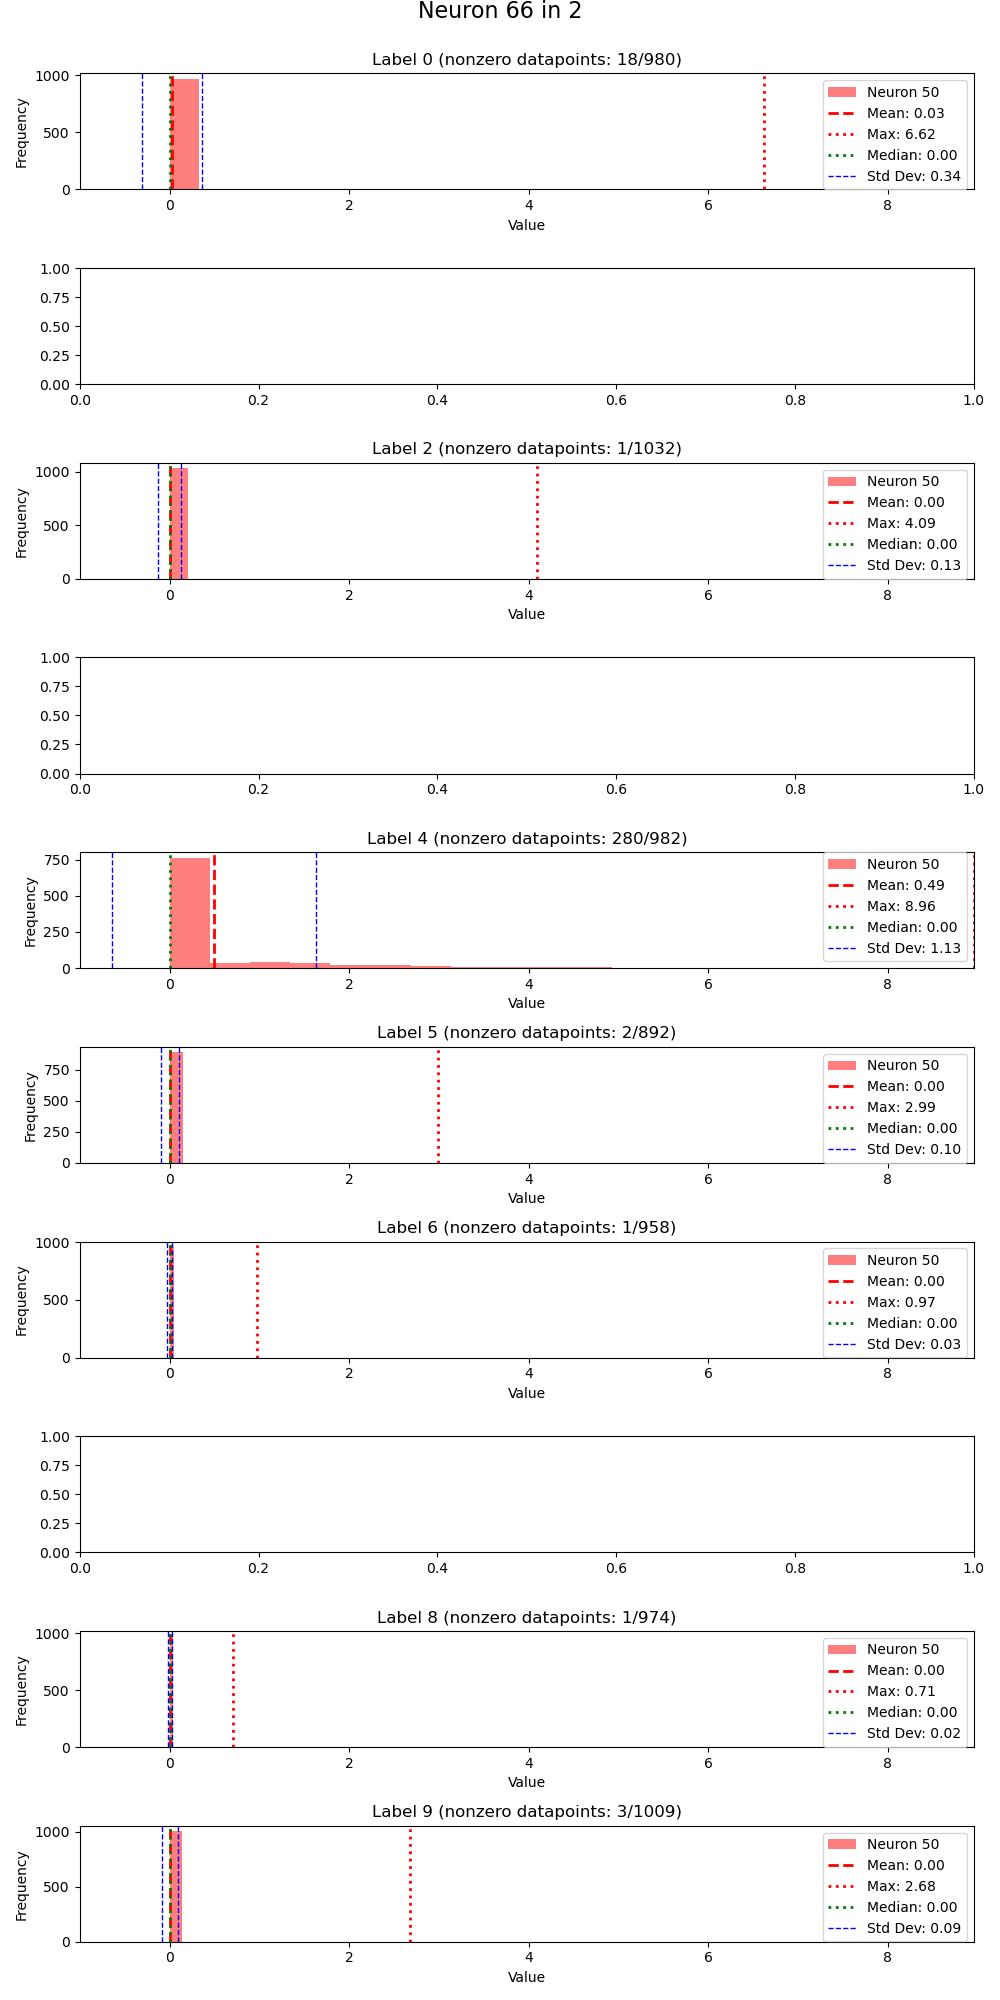 Neuron 66 in 2
Label 0 (nonzero datapoints: 18/980)
1000
500
0
Frequency
Neuron 50
Mean: 0.03
Max: 6.62
Median: 0.00
Std Dev: 0.34
0 2 4 6 8
Value
1.00
0.75
0.50
0.25
0.00
0.0 0.2 0.4 0.6 0.8 1.0
Label 2 (nonzero datapoints: 1/1032)
1000
500
0
Frequency
Neuron 50
Mean: 0.00
Max: 4.09
Median: 0.00
Std Dev: 0.13
0 2 4 6 8
Value
1.00
0.75
0.50
0.25
0.00
0.0 0.2 0.4 0.6 0.8 1.0
Label 4 (nonzero datapoints: 280/982)
750
500
250
0
Frequency
Neuron 50
Mean: 0.49
Max: 8.96
Median: 0.00
Std Dev: 1.13
0 2 4 6 8
Value
Label 5 (nonzero datapoints: 2/892)
750
500
250
0
Frequency
Neuron 50
Mean: 0.00
Max: 2.99
Median: 0.00
Std Dev: 0.10
0 2 4 6 8
Value
Label 6 (nonzero datapoints: 1/958)
1000
500
0
Frequency
Neuron 50
Mean: 0.00
Max: 0.97
Median: 0.00
Std Dev: 0.03
0 2 4 6 8
Value
1.00
0.75
0.50
0.25
0.00
0.0 0.2 0.4 0.6 0.8 1.0
Label 8 (nonzero datapoints: 1/974)
1000
500
0
Frequency
Neuron 50
Mean: 0.00
Max: 0.71
Median: 0.00
Std Dev: 0.02
0 2 4 6 8
Value
Label 9 (nonzero datapoints: 3/1009)
1000
500
0
Frequency
Neuron 50
Mean: 0.00
Max: 2.68
Median: 0.00
Std Dev: 0.09
0 2 4 6 8
Value